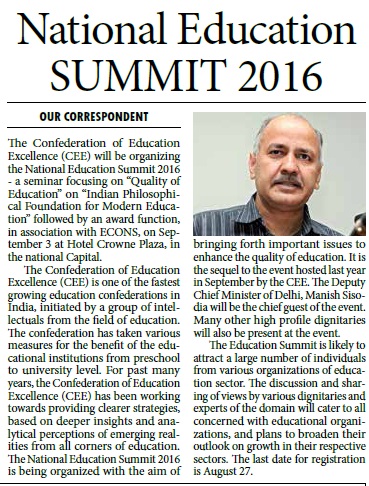 National Education
SUMMIT 2016
OUR CORRESPONDENT
The Confederation of Education
Excellence (CEE) will be organizing
the National Education Summit 2016
- a seminar focusing on "Quality of
Education" on "Indian Philosophi-
cal Foundation for Modern Educa-
tion" followed by an award function,
in association with ECONS, on Sep-
tember 3 at Hotel Crowne Plaza, in
the national Capital.
The Confederation of Education
Excellence (CEE) is one of the fastest
growing education confederations in
India, initiated by a group of intel-
lectuals from the field of education.
The confederation has taken various
measures for the benefit of the edu-
cational institutions from preschool
to university level. For past many
years, the Confederation of Education
Excellence (CEE) has been working
towards providing clearer strategies,
based on deeper insights and ana-
lytical perceptions of emerging real-
ities from all corners of education.
The National Education Summit 2016
is being organized with the aim of
bringing forth important issues to
enhance the quality of education. It is
the sequel to the event hosted last year
in September by the CEE. The Deputy
Chief Minister of Delhi, Manish Siso-
dia will be the chief guest of the event.
Many other high profile dignitaries
will also be present at the event.
The Education Summit is likely to
attract a large number of individuals
from various organizations of educa-
tion sector. The discussion and shar-
ing of views by various dignitaries and
experts of the domain will cater to all
concerned with educational organi-
zations, and plans to broaden their
outlook on growth in their respective
sectors. The last date for registration
is August 27.